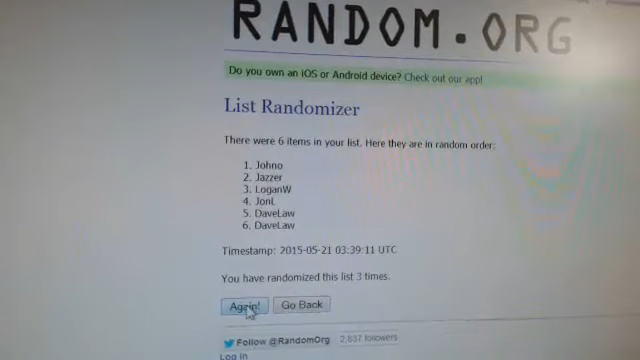 RANDOM.ORG
Do you own an iOS or Android device? Check out our app!
List Randomizer
There were 6 items in your list. Here they are in random order:
1. Johno
2. Jazzer
3. LoganW
4. JonL
5. DaveLaw
6. DaveLaw
Timestamp: 2015-05-21 03:39:11 UTC
You have randomized this list 3 times.
Again! Go Back
Follow @RandomOrg 2,837 followers
Log in